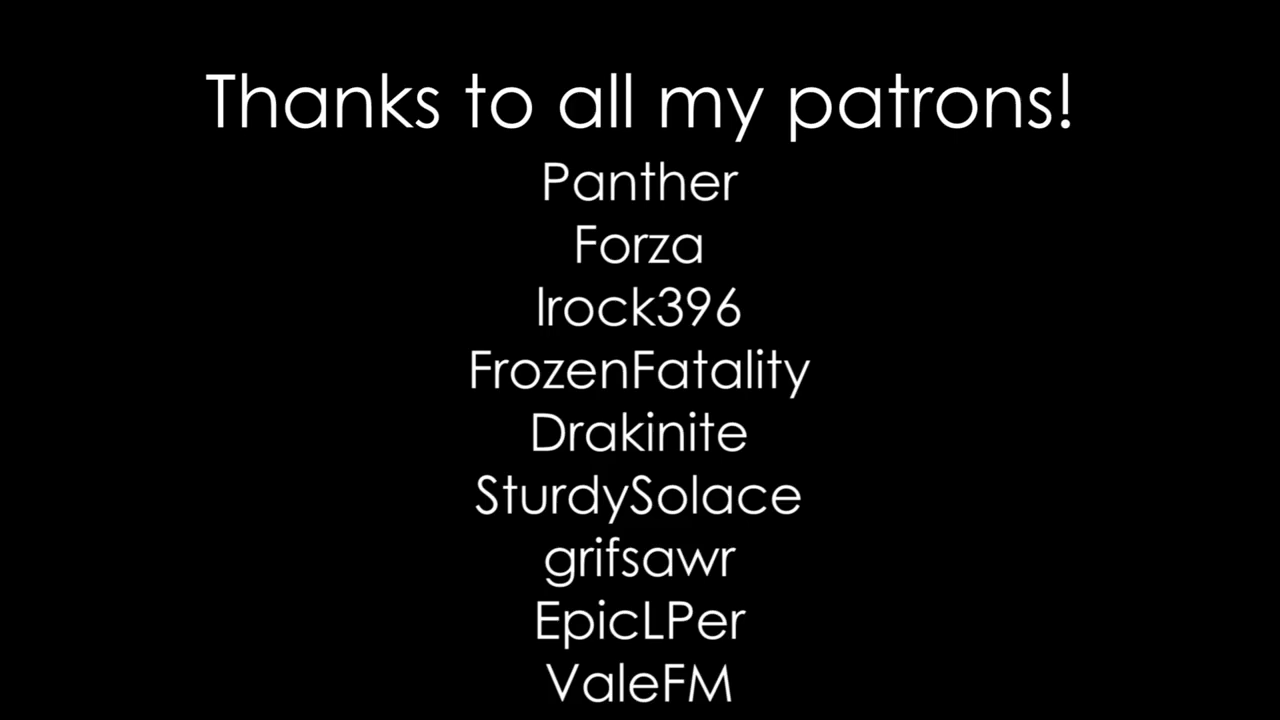 Thanks to all my patrons!
Panther
Forza
lrock396
FrozenFatality
Drakinite
SturdySolace
grifsawr
EpicLPer
ValeFM